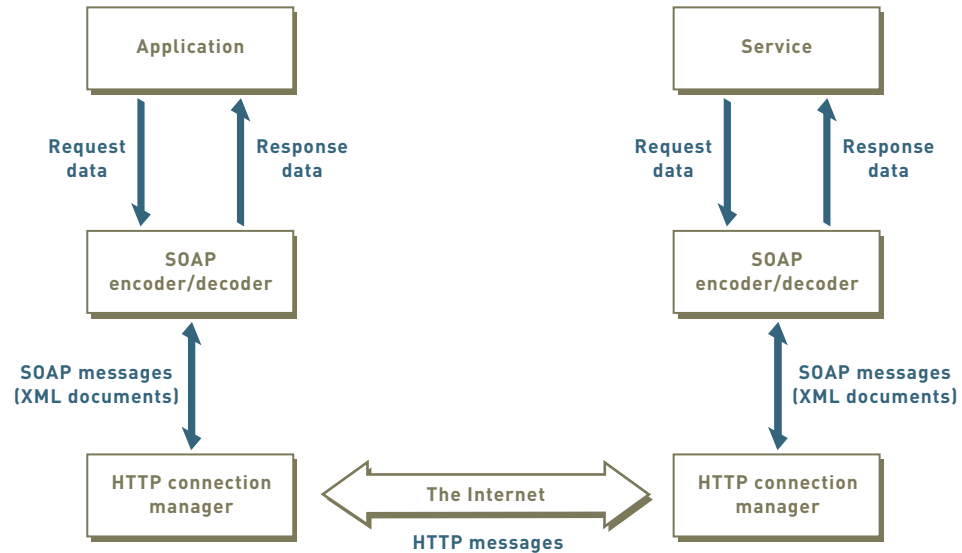 Application
Service
Request
data
Response
data
Request
data
Response
data
SOAP
encoder/decoder
SOAP
encoder/decoder
SOAP messages
(XML documents)
SOAP messages
(XML documents)
HTTP connection
manager
The Internet
HTTP connection
manager
HTTP messages